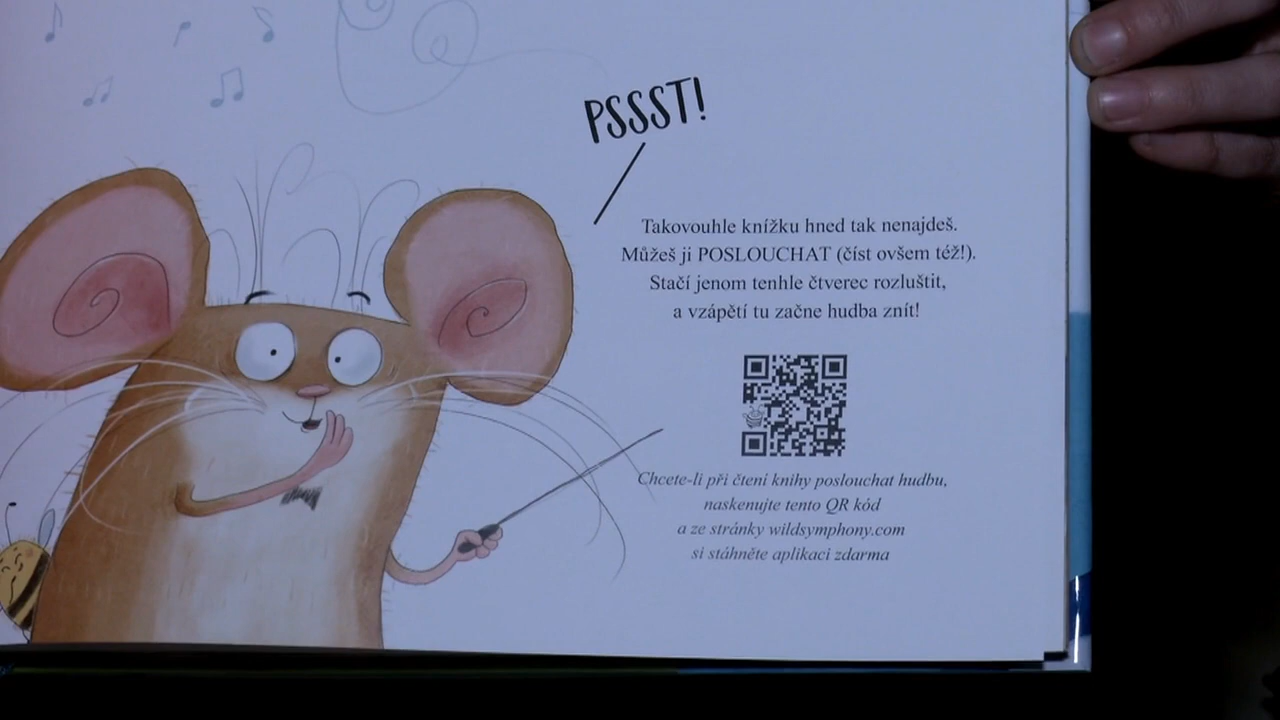 PSSST!
Takovouhle knížku hned tak nenajdeš.
Můžeš ji POSLOUCHAT (číst ovšem též!).
Stačí jenom tenhle čtverec rozluštit,
a vzápětí tu začne hudba znít!
Chcete-li při čtení knihy poslouchat hudbu,
naskenujte tento QR kód
a ze stránky wildsymphony.com
si stáhněte aplikaci zdarma